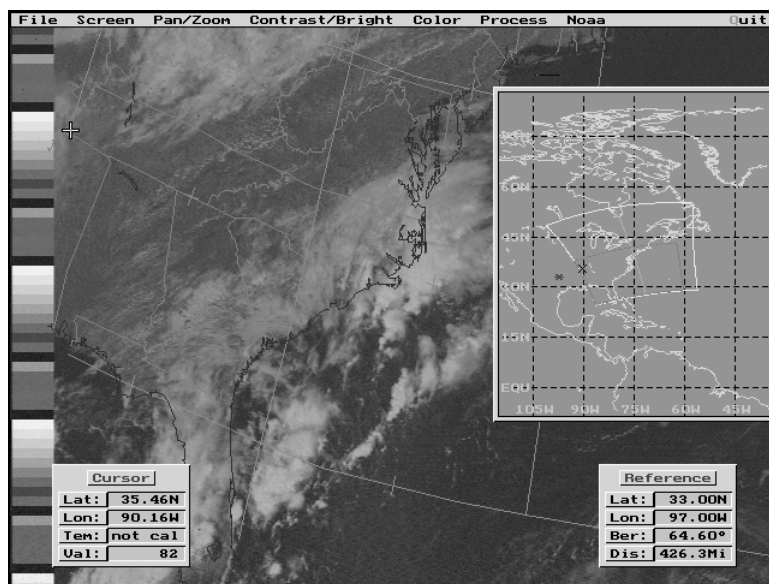 File Screen Pan/Zoom Contrast/Bright Color Process Noaa Quit
45N
30N
15N
EQU
105W 90W 75W 60W 45W
Cursor
Lat: 35.46N
Lon: 90.16W
Tem: not cal
Val: 82
Reference
Lat: 33.00N
Lon: 97.00W
Ber: 64.60°
Dis: 426.3Mi